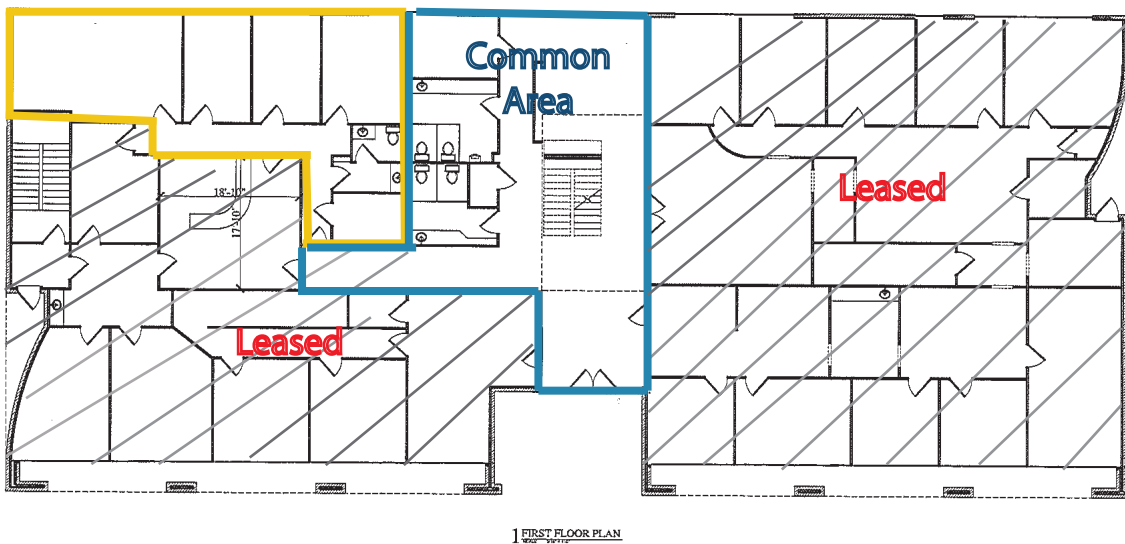 Common
Area
Leased
18'-10"
17'-10"
Leased
1 FIRST FLOOR PLAN